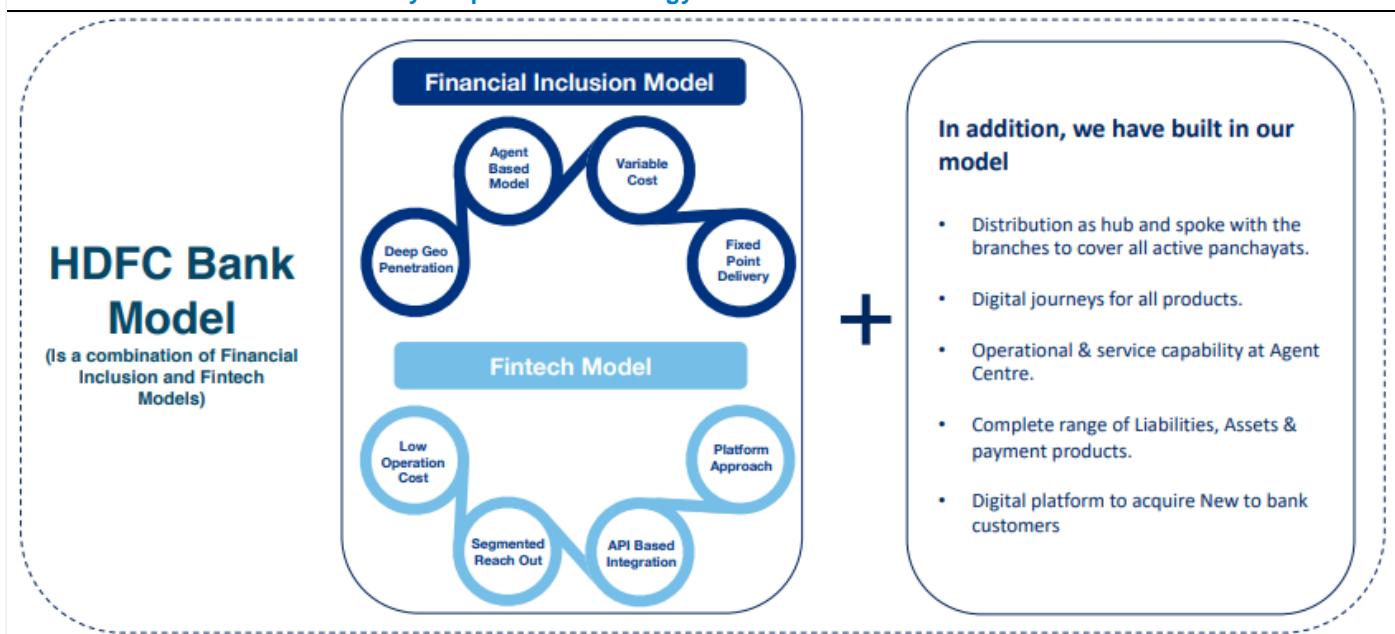 HDFC Bank
Model
(Is a combination of Financial
Inclusion and Fintech
Models)
Financial Inclusion Model
Deep Geo
Penetration
Agent
Based
Model
Variable
Cost
Fixed
Point
Delivery
Fintech Model
Low
Operation
Cost
Segmented
Reach Out
API Based
Integration
Platform
Approach
+
In addition, we have built in our
model
• Distribution as hub and spoke with the
branches to cover all active panchayats.
• Digital journeys for all products.
• Operational & service capability at Agent
Centre.
• Complete range of Liabilities, Assets &
payment products.
• Digital platform to acquire New to bank
customers